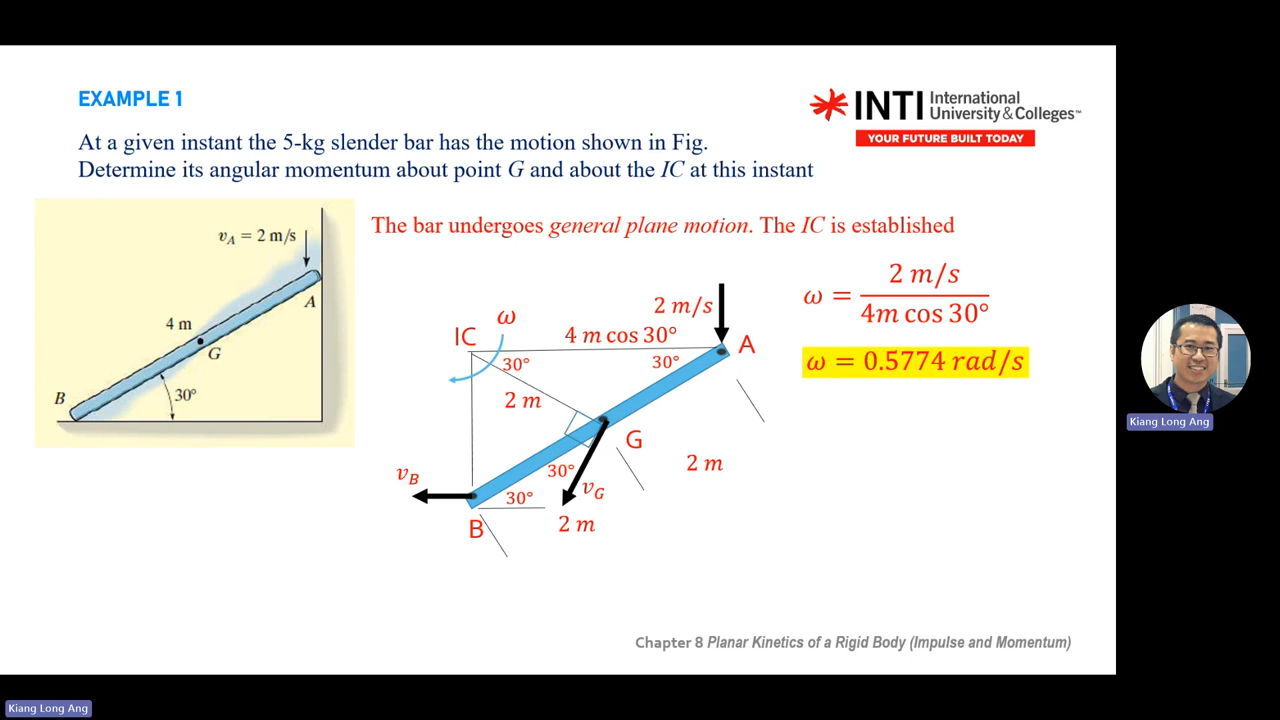 EXAMPLE 1
INTI International University & Colleges™
YOUR FUTURE BUILT TODAY
At a given instant the 5-kg slender bar has the motion shown in Fig.
Determine its angular momentum about point G and about the IC at this instant
The bar undergoes general plane motion. The IC is established
v_A = 2 m/s
A
4 m
G
B
30°
IC
ω
4 m cos 30°
2 m/s
A
30°
30°
2 m
G
30°
2 m
v_B
v_G
30°
B
2 m
ω = 2 m/s / 4m cos 30°
ω = 0.5774 rad/s
Chapter 8 Planar Kinetics of a Rigid Body (Impulse and Momentum)
Kiang Long Ang
Kiang Long Ang